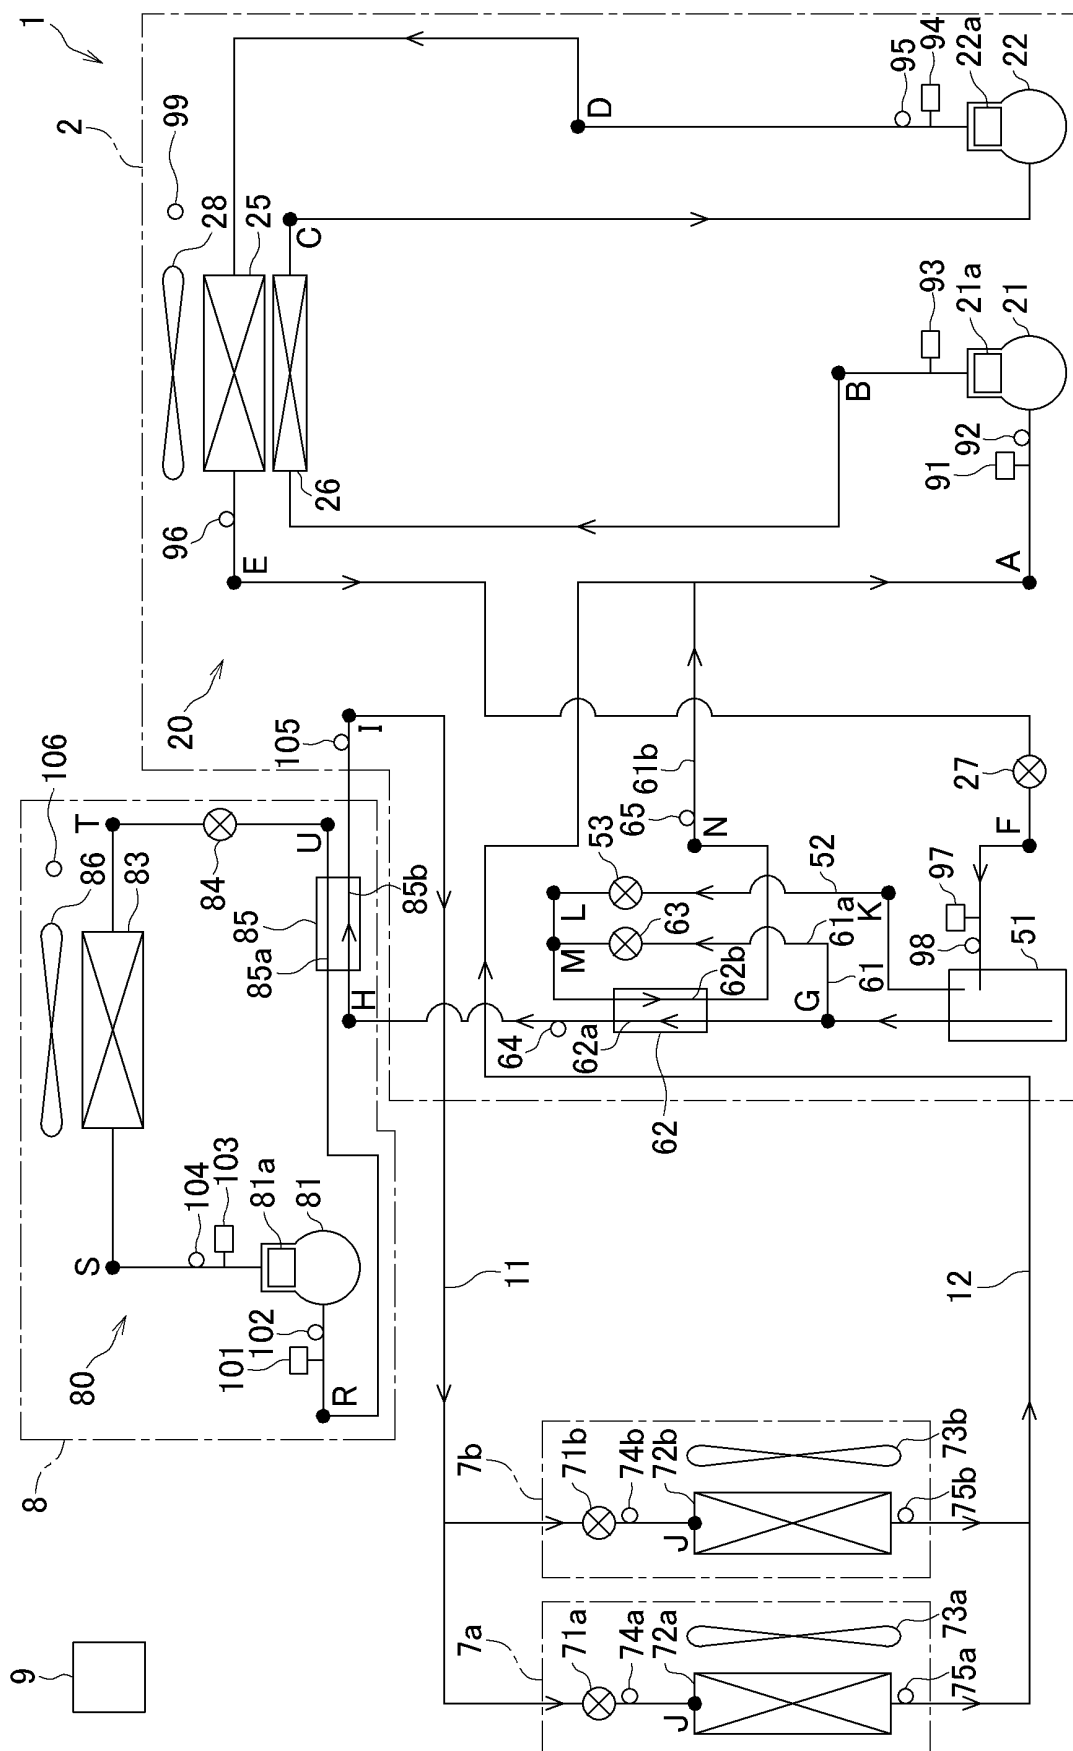 9
8
1
80
S
T
86
106
83
2
99
104
103
20
96
28
101
102
81a
81
84
25
R
85a
85
U
E
26
C
105
H
85b
I
7a
7b
11
71a
71b
64
M
L
53
74a
74b
62a
63
65
61b
D
J
72a
J
72b
62
62b
N
G
61a
52
B
61
K
95
12
98
97
91
93
94
73a
73b
92
21a
22a
75a
75b
51
F
27
A
21
22